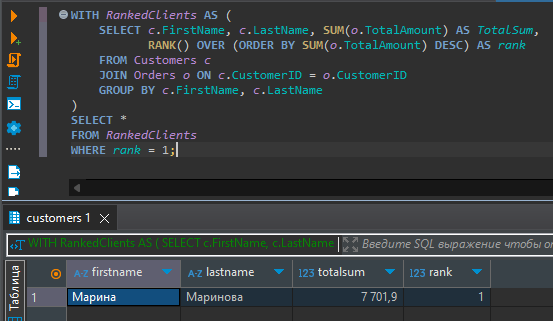 WITH RankedClients AS (
SELECT c.FirstName, c.LastName, SUM(o.TotalAmount) AS TotalSum,
RANK() OVER (ORDER BY SUM(o.TotalAmount) DESC) AS rank
FROM Customers c
JOIN Orders o ON c.CustomerID = o.CustomerID
GROUP BY c.FirstName, c.LastName
)
SELECT *
FROM RankedClients
WHERE rank = 1;
customers 1
WITH RankedClients AS ( SELECT c.FirstName, c.LastName Введите SQL выражение чтобы
Таблица
A-Z firstname A-Z lastname 123 totalsum 123 rank
1 Марина Маринова 7 701,9 1